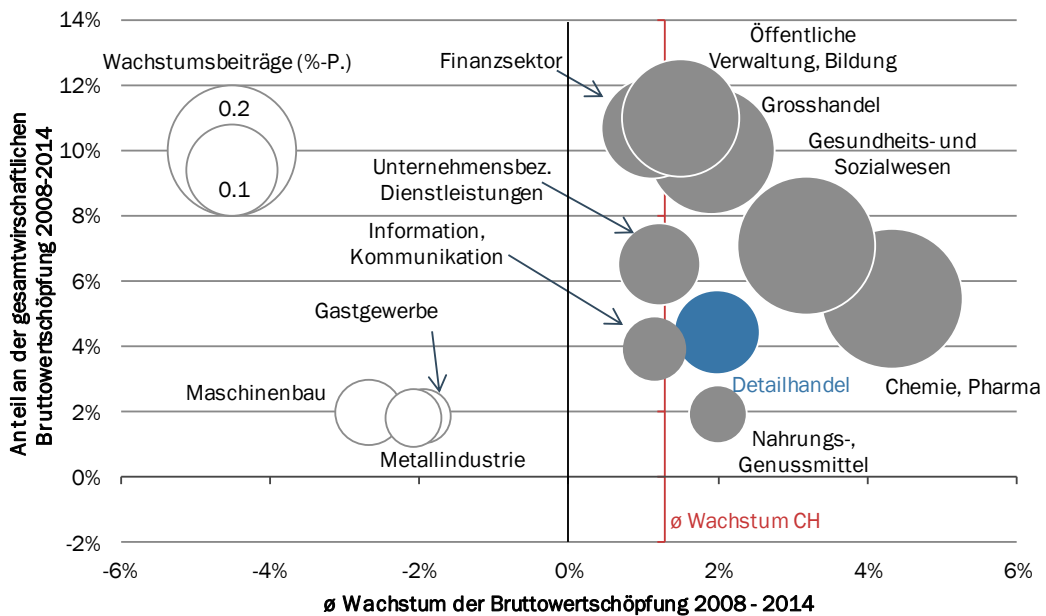 14%
12%
10%
8%
6%
4%
2%
0%
-2%
Anteil an der gesamtwirschaftlichen
Bruttowertschöpfung 2008-2014
Wachstumsbeiträge (%-P.)
0.2
0.1
Finanzsektor
Öffentliche
Verwaltung, Bildung
Grosshandel
Gesundheits- und
Sozialwesen
Unternehmensbez.
Dienstleistungen
Information,
Kommunikation
Gastgewerbe
Maschinenbau
Metallindustrie
Detailhandel
Chemie, Pharma
Nahrungs-,
Genussmittel
ø Wachstum CH
-6%
-4%
-2%
0%
2%
4%
6%
ø Wachstum der Bruttowertschöpfung 2008 - 2014